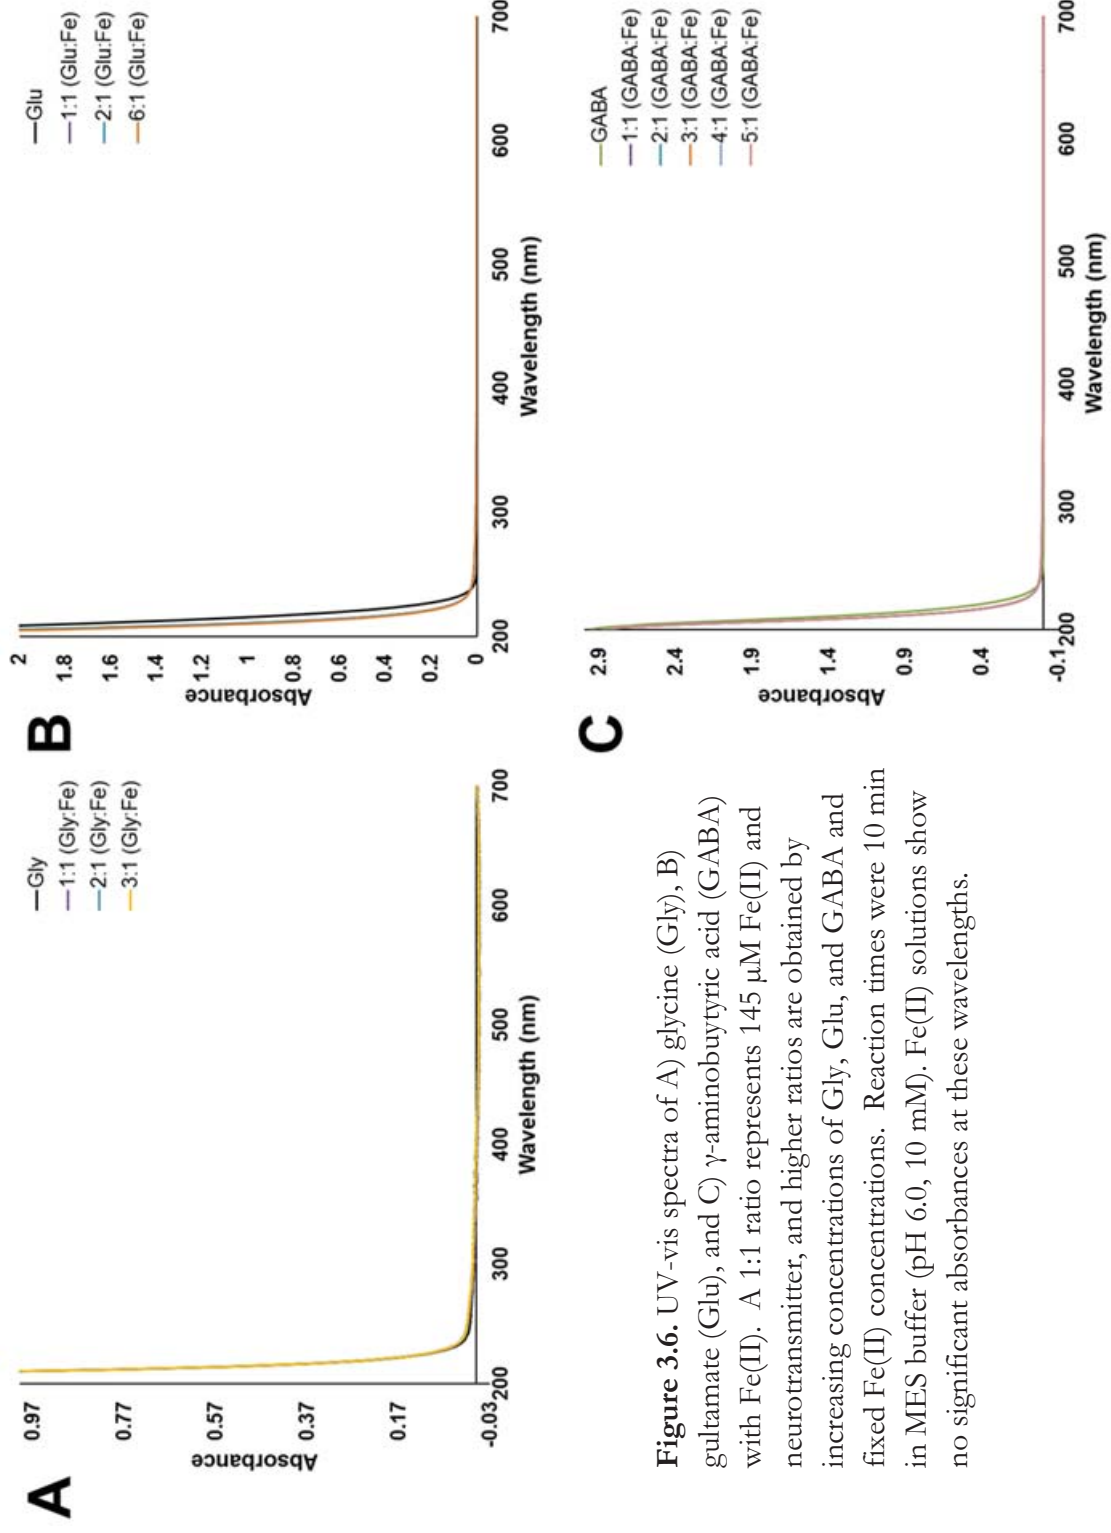 A
Absorbance
0.97
0.77
0.57
0.37
0.17
-0.03
200
300
400
500
600
700
Wavelength (nm)
Gly
1:1 (Gly:Fe)
2:1 (Gly:Fe)
3:1 (Gly:Fe)
B
Absorbance
2
1.8
1.6
1.4
1.2
1
0.8
0.6
0.4
0.2
0
200
300
400
500
600
700
Wavelength (nm)
Glu
1:1 (Glu:Fe)
2:1 (Glu:Fe)
6:1 (Glu:Fe)
C
Absorbance
2.9
2.4
1.9
1.4
0.9
0.4
-0.1
200
300
400
500
600
700
Wavelength (nm)
GABA
1:1 (GABA:Fe)
2:1 (GABA:Fe)
3:1 (GABA:Fe)
4:1 (GABA:Fe)
5:1 (GABA:Fe)
Figure 3.6. UV-vis spectra of A) glycine (Gly), B)
gultamate (Glu), and C) γ-aminobuytyric acid (GABA)
with Fe(II). A 1:1 ratio represents 145 μM Fe(II) and
neurotransmitter, and higher ratios are obtained by
increasing concentrations of Gly, Glu, and GABA and
fixed Fe(II) concentrations. Reaction times were 10 min
in MES buffer (pH 6.0, 10 mM). Fe(II) solutions show
no significant absorbances at these wavelengths.